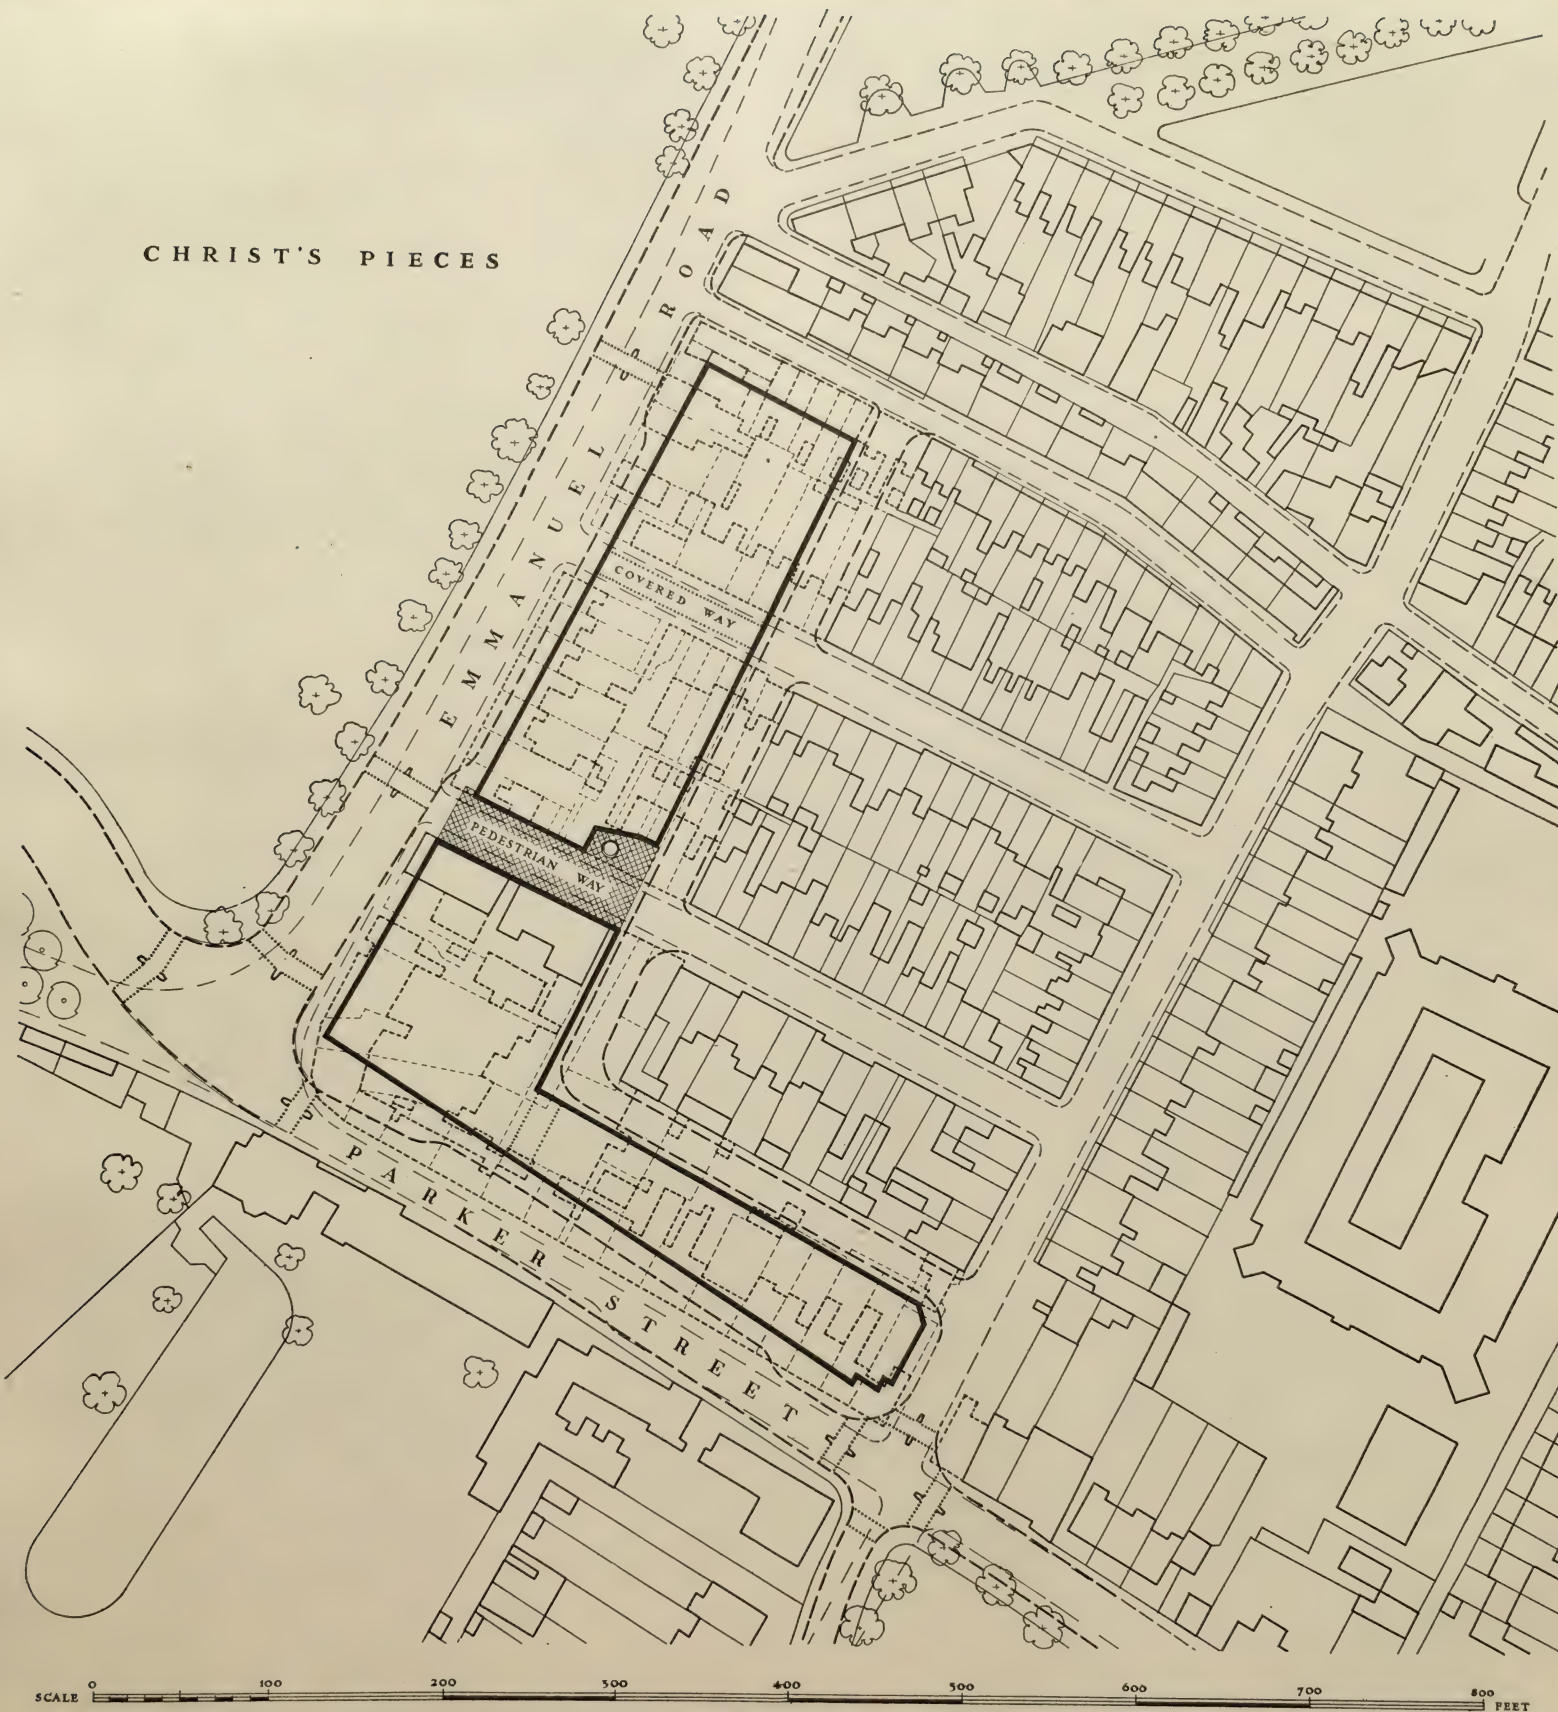 CHRIST'S PIECES
EMMANUEL ROAD
COVERED WAY
PEDESTRIAN WAY
PARKER STREET
SCALE 0 100 200 300 400 500 600 700 800 FEET